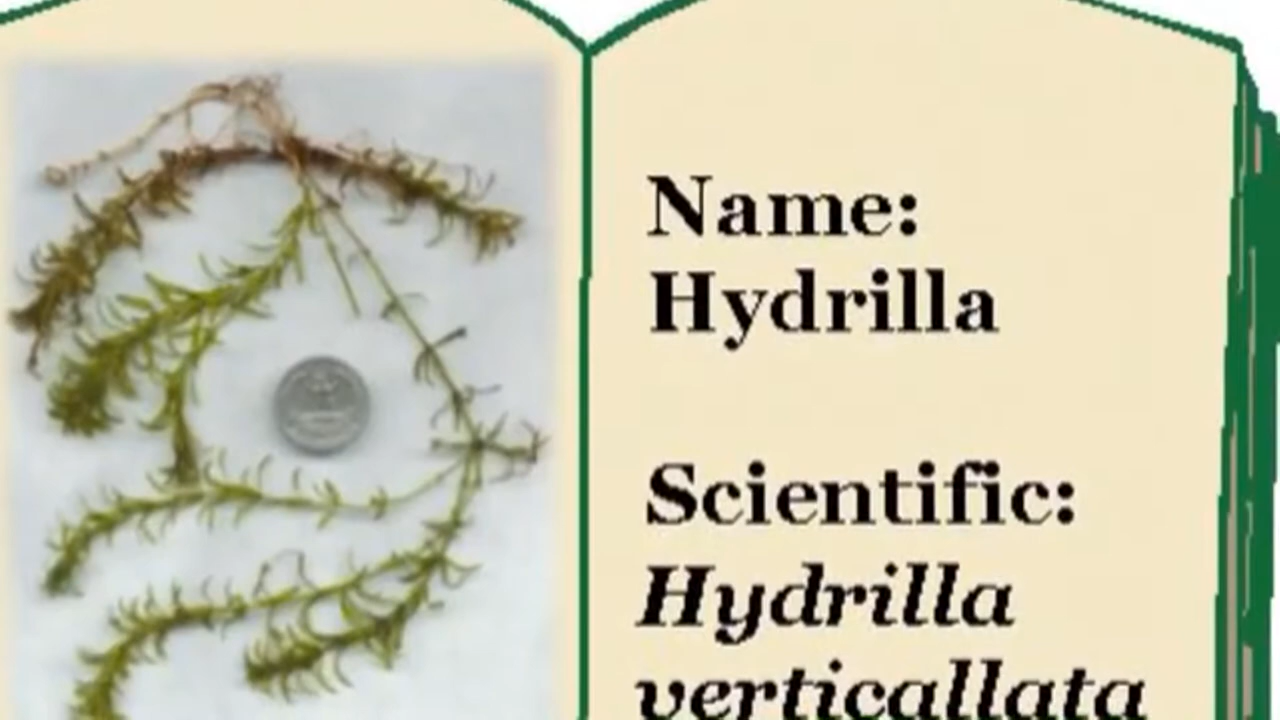 Name:
Hydrilla
Scientific:
Hydrilla
verticallata